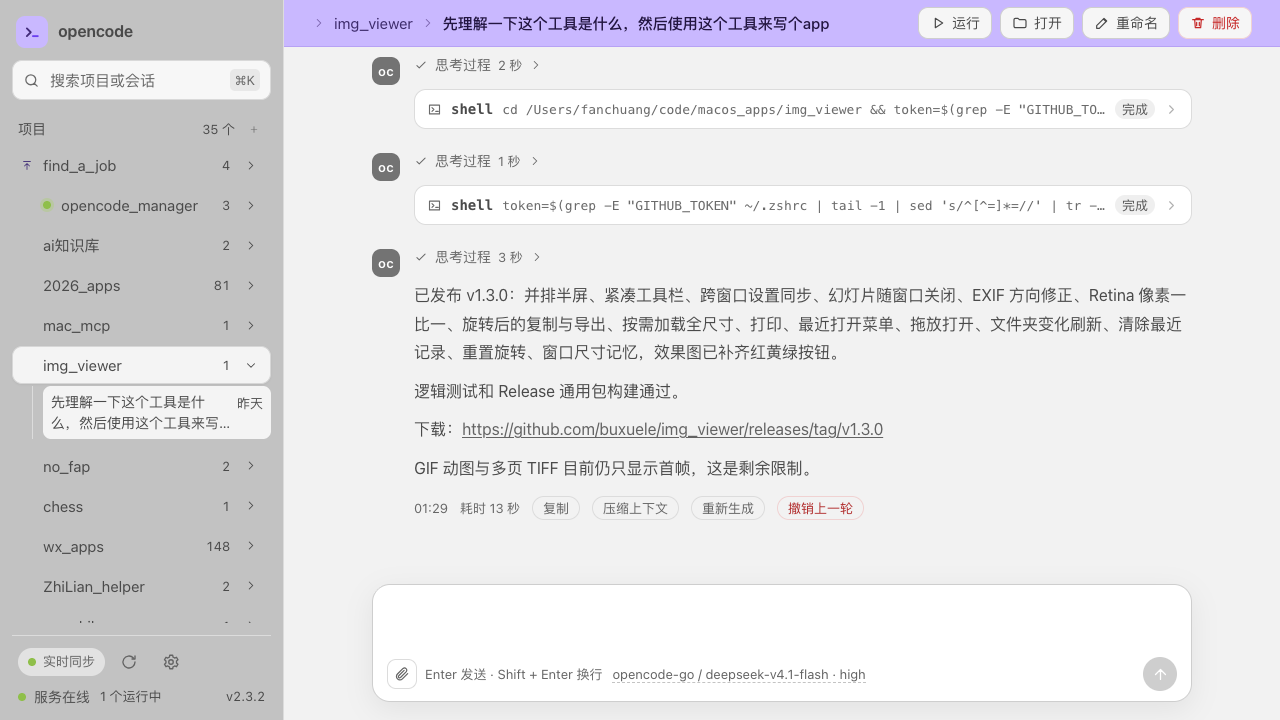 opencode
搜索项目或会话 ⌘K
项目 35 个 +
find_a_job 4
opencode_manager 3
ai知识库 2
2026_apps 81
mac_mcp 1
img_viewer 1
先理解一下这个工具是什
么，然后使用这个工具来写... 昨天
no_fap 2
chess 1
wx_apps 148
ZhiLian_helper 2
实时同步
服务在线 1 个运行中 v2.3.2
img_viewer 先理解一下这个工具是什么，然后使用这个工具来写个app
运行 打开 重命名 删除
oc 思考过程 2 秒
shell cd /Users/fanchuang/code/macos_apps/img_viewer && token=$(grep -E "GITHUB_TO… 完成
oc 思考过程 1 秒
shell token=$(grep -E "GITHUB_TOKEN" ~/.zshrc | tail -1 | sed 's/^[^=]*=//' | tr -… 完成
oc 思考过程 3 秒
已发布 v1.3.0：并排半屏、紧凑工具栏、跨窗口设置同步、幻灯片随窗口关闭、EXIF 方向修正、Retina 像素一
比一、旋转后的复制与导出、按需加载全尺寸、打印、最近打开菜单、拖放打开、文件夹变化刷新、清除最近
记录、重置旋转、窗口尺寸记忆，效果图已补齐红黄绿按钮。
逻辑测试和 Release 通用包构建通过。
下载：https://github.com/buxuele/img_viewer/releases/tag/v1.3.0
GIF 动图与多页 TIFF 目前仍只显示首帧，这是剩余限制。
01:29 耗时 13 秒 复制 压缩上下文 重新生成 撤销上一轮
Enter 发送 · Shift + Enter 换行 opencode-go / deepseek-v4.1-flash · high